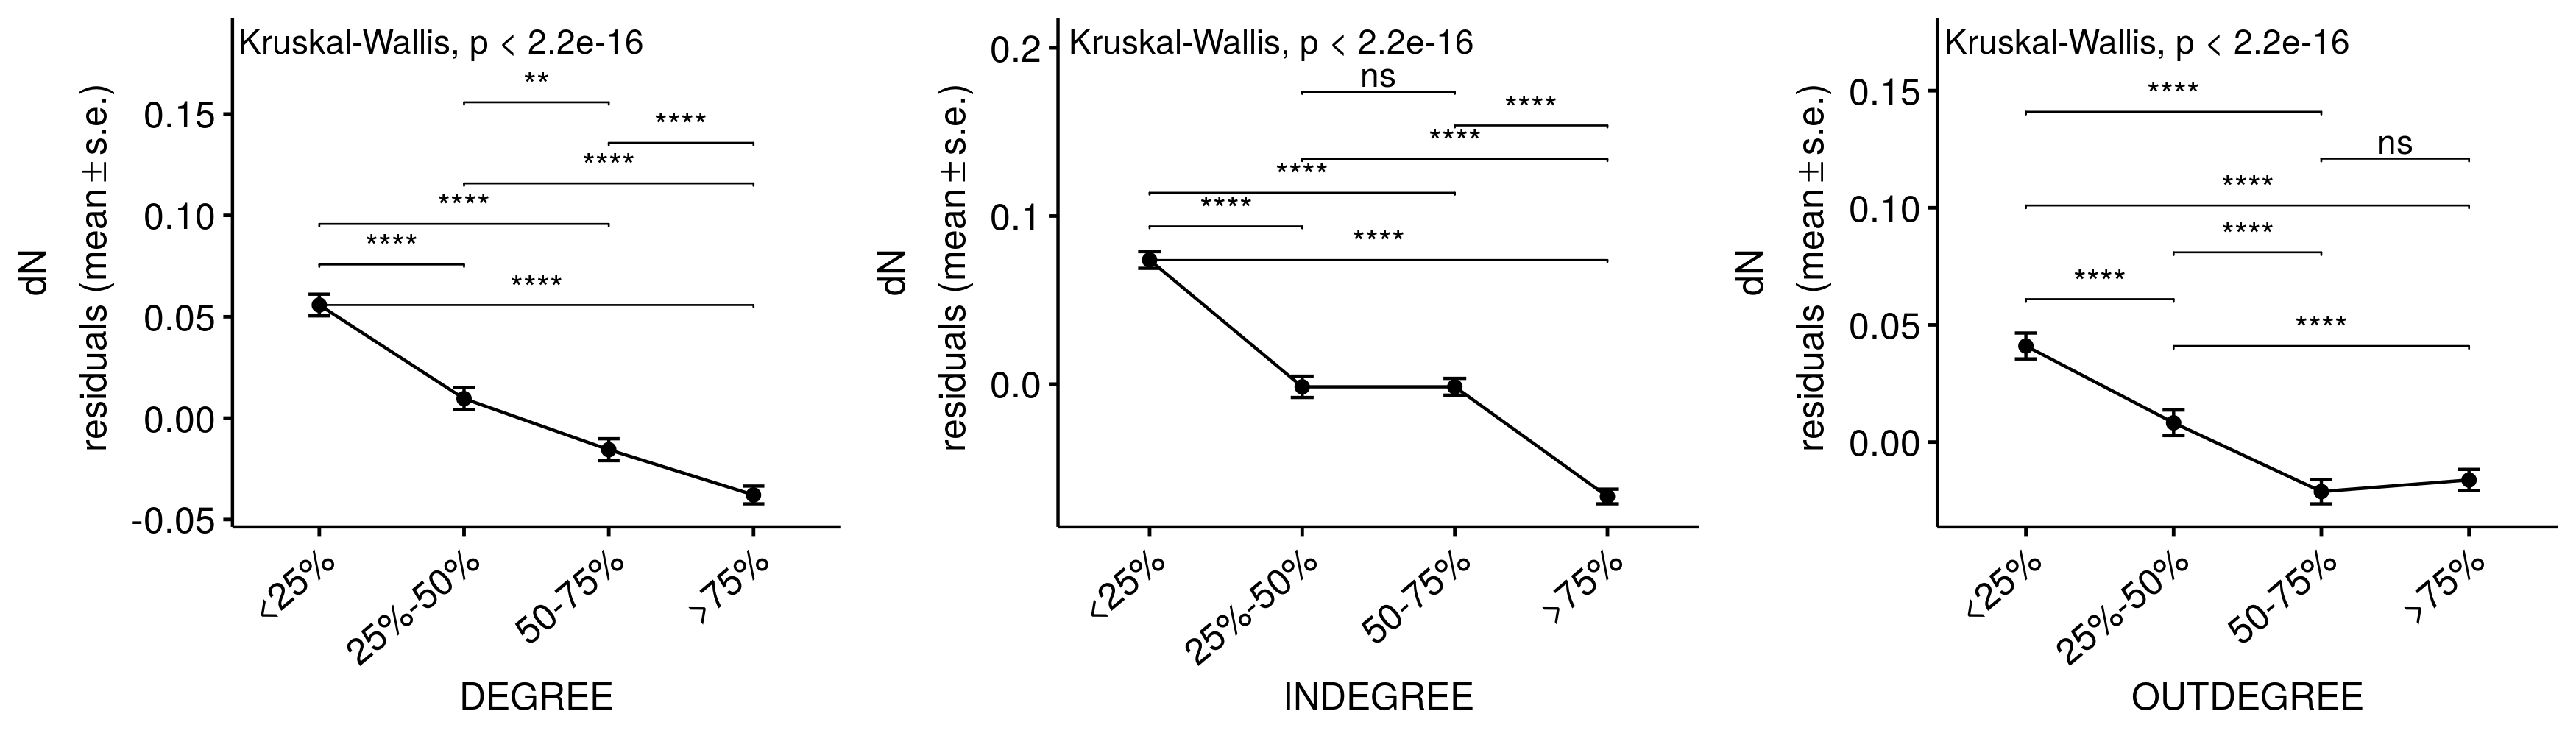 Kruskal-Wallis, p < 2.2e-16
**
****
****
****
****
****
0.15
0.10
0.05
0.00
-0.05
dN
residuals (mean±s.e.)
<25%
25%-50%
50-75%
>75%
DEGREE
Kruskal-Wallis, p < 2.2e-16
ns
****
****
****
****
****
0.2
0.1
0.0
dN
residuals (mean±s.e.)
<25%
25%-50%
50-75%
>75%
INDEGREE
Kruskal-Wallis, p < 2.2e-16
****
ns
****
****
****
****
0.15
0.10
0.05
0.00
dN
residuals (mean±s.e.)
<25%
25%-50%
50-75%
>75%
OUTDEGREE